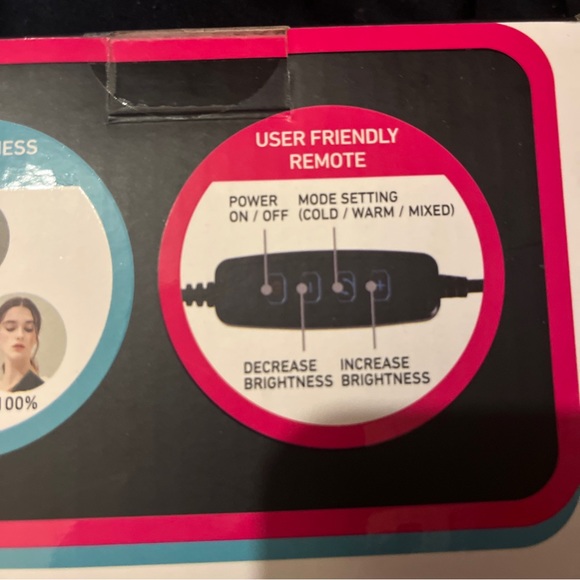 USER FRIENDLY
REMOTE
POWER
ON / OFF
MODE SETTING
(COLD / WARM / MIXED)
DECREASE
BRIGHTNESS
INCREASE
BRIGHTNESS
100%